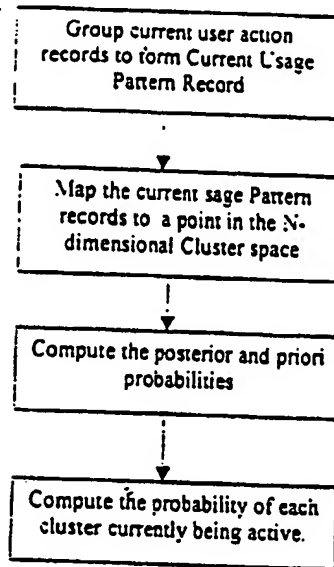 Group current user action
records to form Current Usage
Pattern Record
Map the current sage Pattern
records to a point in the N-
dimensional Cluster space
Compute the posterior and priori
probabilities
Compute the probability of each
cluster currently being active.